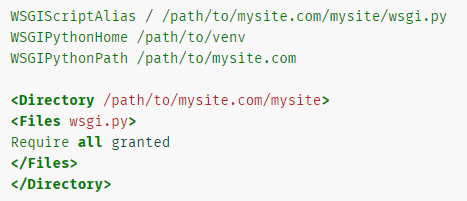 WSGIScriptAlias / /path/to/mysite.com/mysite/wsgi.py
WSGIPythonHome /path/to/venv
WSGIPythonPath /path/to/mysite.com

<Directory /path/to/mysite.com/mysite>
<Files wsgi.py>
Require all granted
</Files>
</Directory>